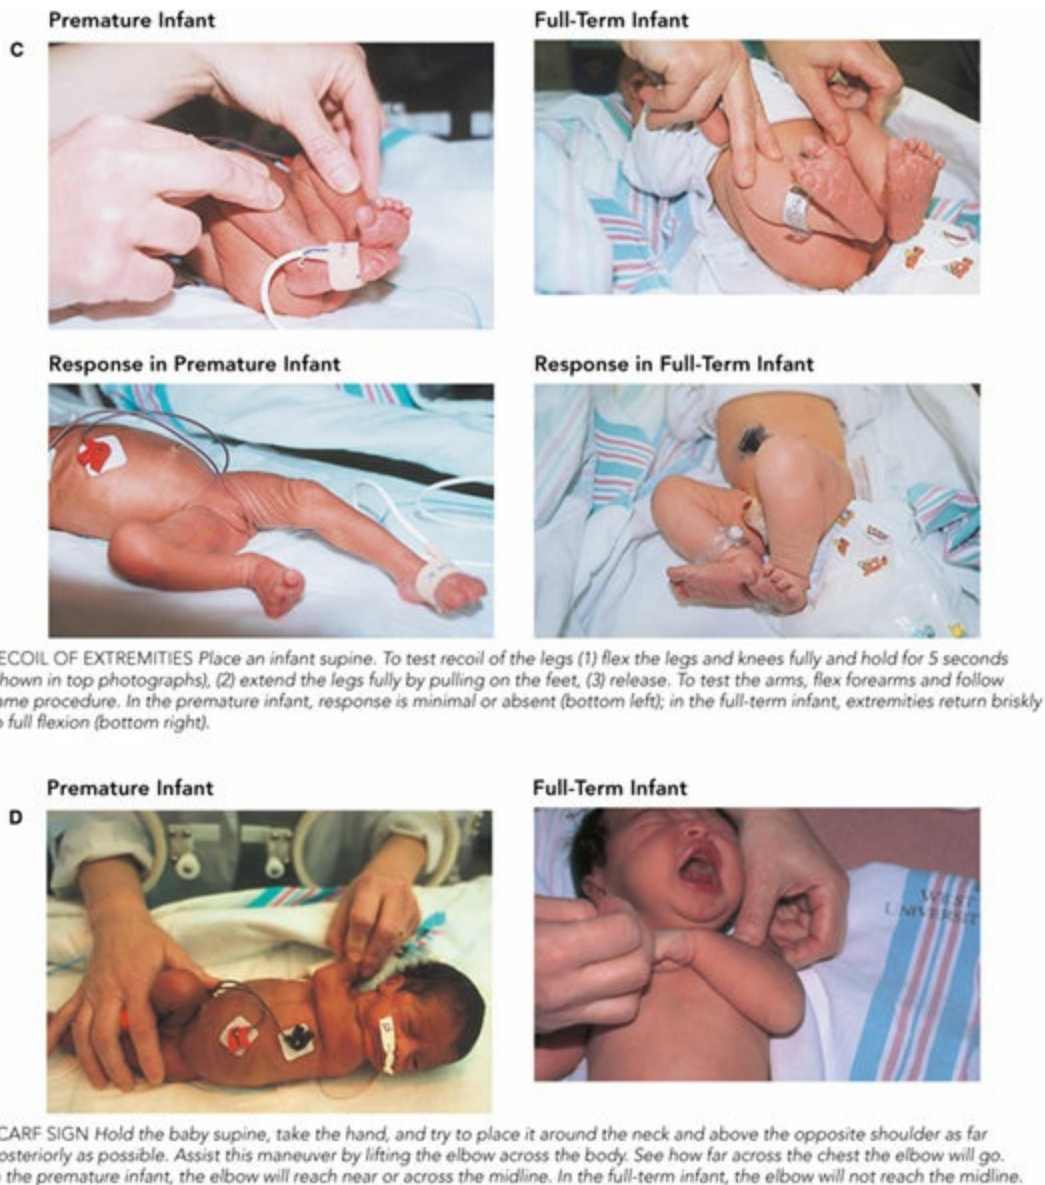 Premature Infant
Full-Term Infant
C
Response in Premature Infant
Response in Full-Term Infant
ECOIL OF EXTREMITIES Place an infant supine. To test recoil of the legs (1) flex the legs and knees fully and hold for 5 seconds
hown in top photographs), (2) extend the legs fully by pulling on the feet, (3) release. To test the arms, flex forearms and follow
ame procedure. In the premature infant, response is minimal or absent (bottom left); in the full-term infant, extremities return briskly
o full flexion (bottom right).
Premature Infant
Full-Term Infant
D
WEST
UNIVERSIT
CARF SIGN Hold the baby supine, take the hand, and try to place it around the neck and above the opposite shoulder as far
osteriorly as possible. Assist this maneuver by lifting the elbow across the body. See how far across the chest the elbow will go.
the premature infant, the elbow will reach near or across the midline. In the full-term infant, the elbow will not reach the midline.